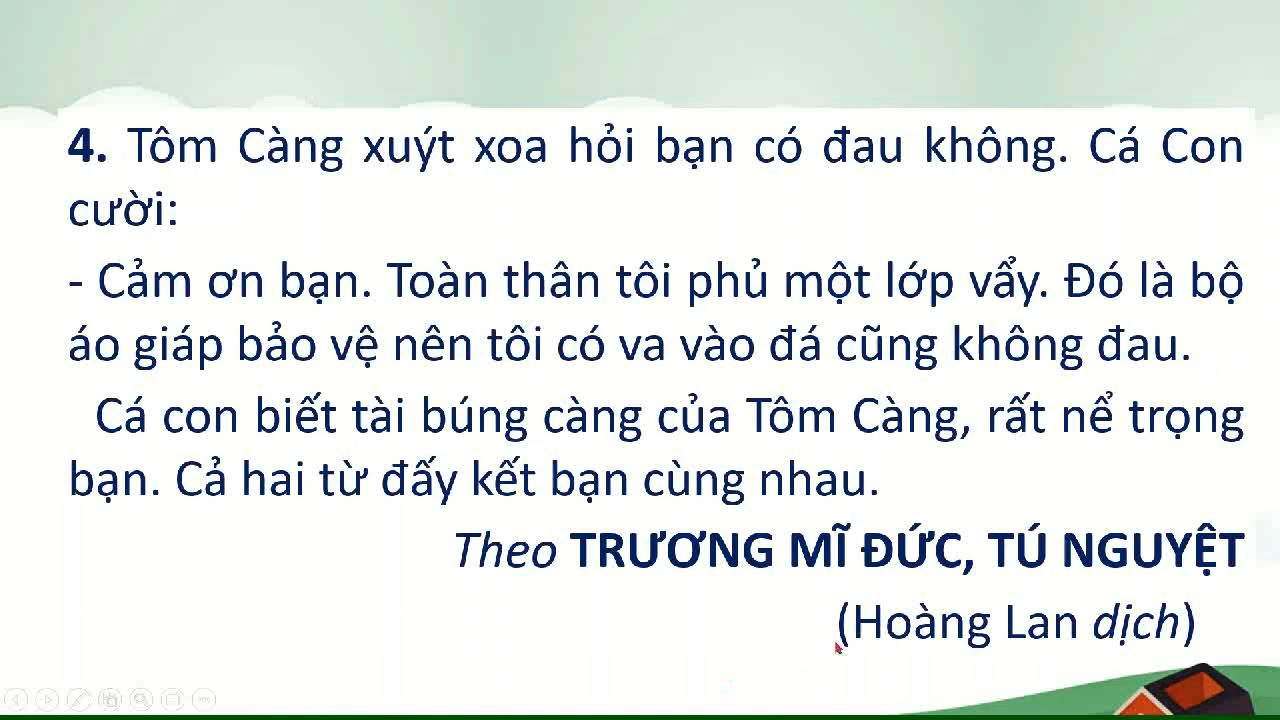 4. Tôm Càng xuýt xoa hỏi bạn có đau không. Cá Con
cười:
- Cảm ơn bạn. Toàn thân tôi phủ một lớp vẩy. Đó là bộ
áo giáp bảo vệ nên tôi có va vào đá cũng không đau.
Cá con biết tài búng càng của Tôm Càng, rất nể trọng
bạn. Cả hai từ đấy kết bạn cùng nhau.
Theo TRƯƠNG MĨ ĐỨC, TÚ NGUYỆT
(Hoàng Lan dịch)